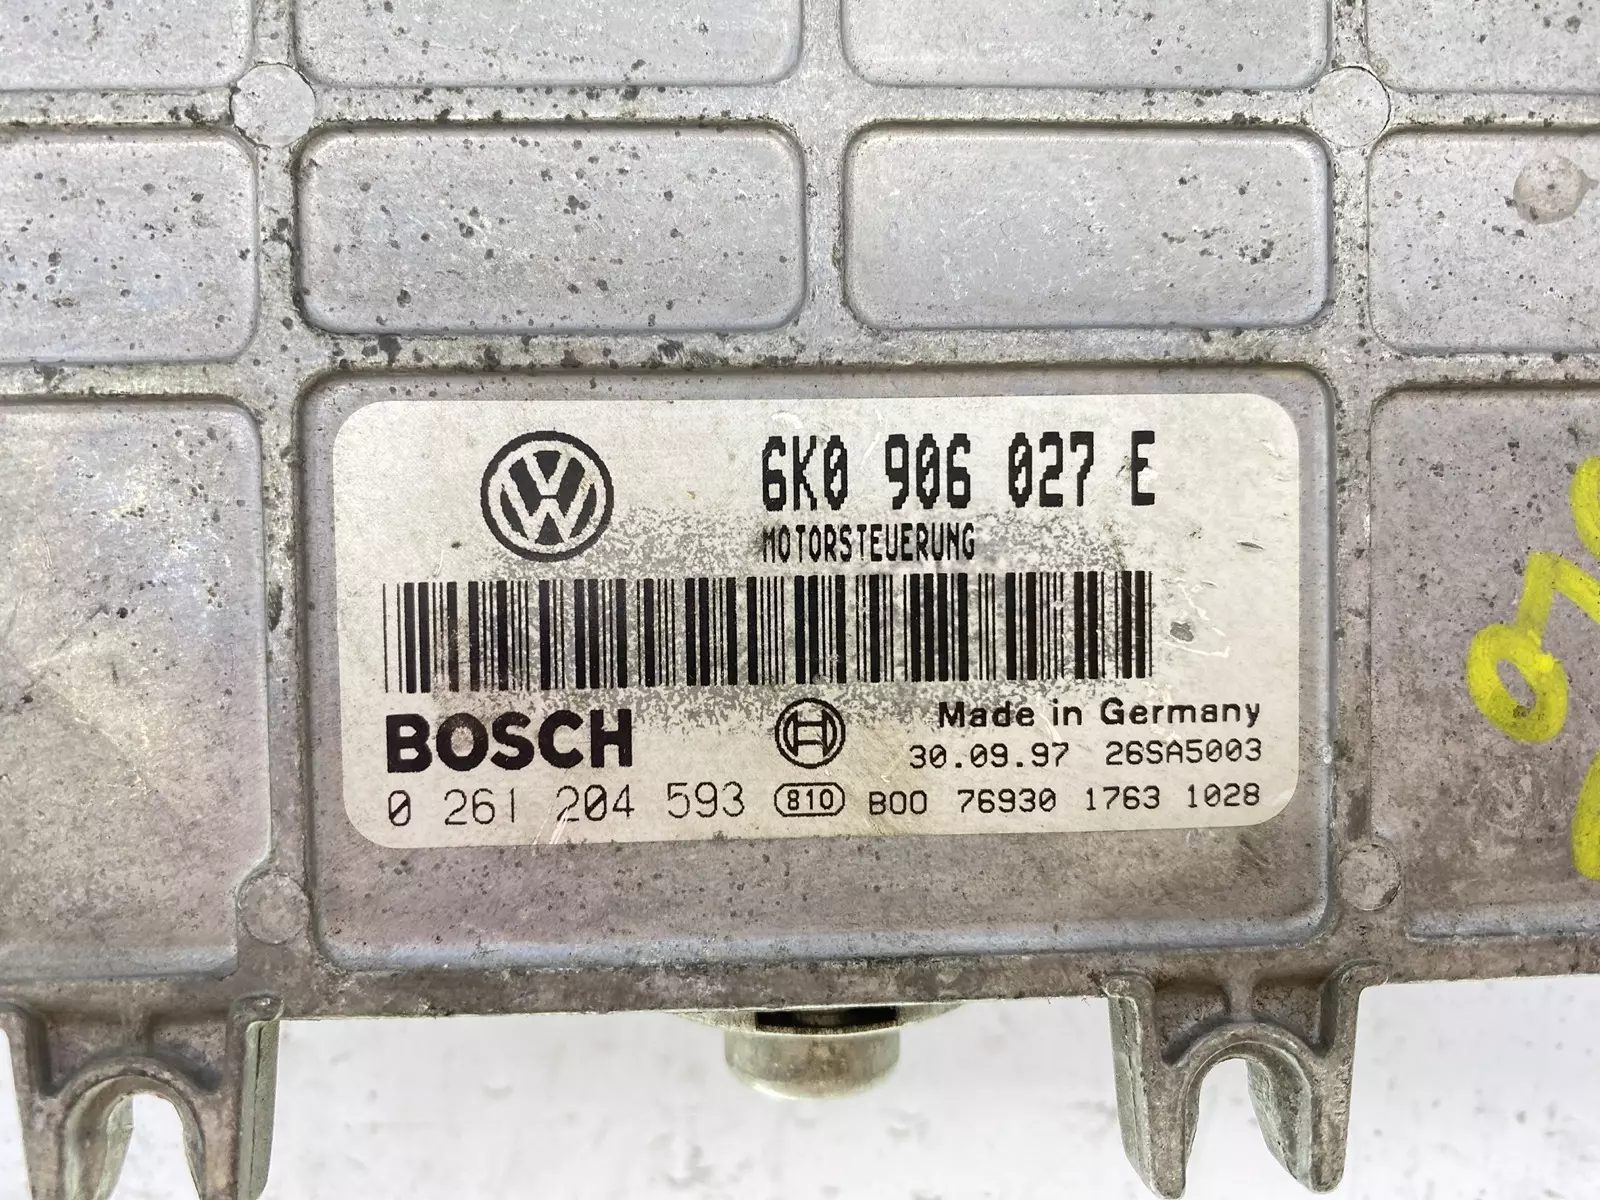 6K0 906 027 E
MOTORSTEUERUNG
BOSCH
Made in Germany
30.09.97 26SA5003
0 261 204 593 810 B00 76930 1763 1028